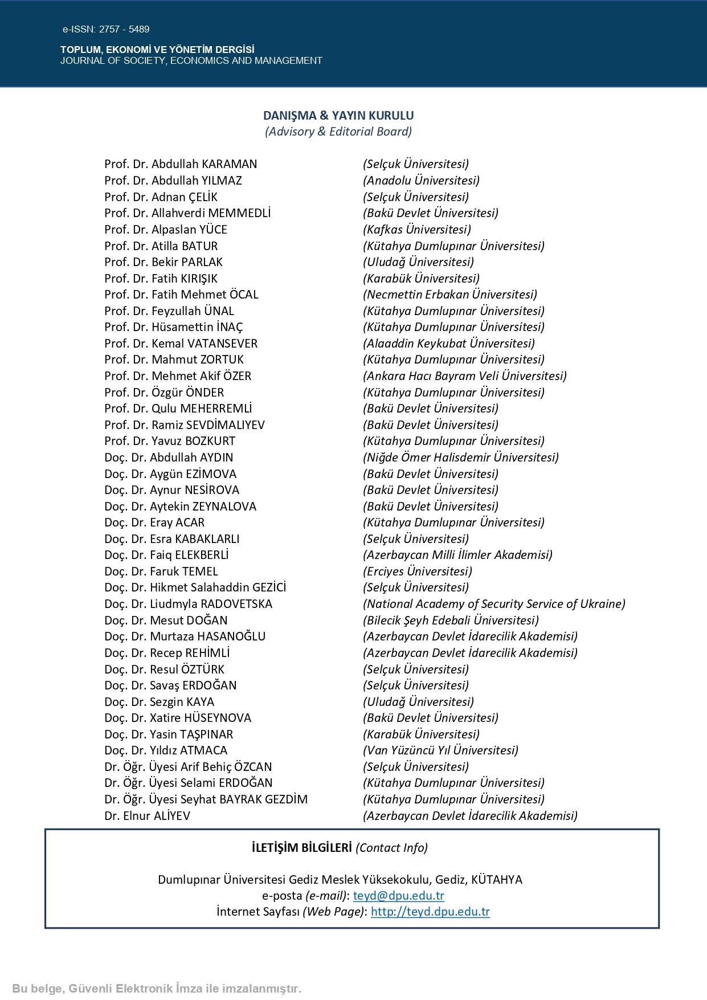 e-ISSN: 2757 - 5489
TOPLUM, EKONOMİ VE YÖNETİM DERGİSİ
JOURNAL OF SOCIETY, ECONOMICS AND MANAGEMENT
DANIŞMA & YAYIN KURULU
(Advisory & Editorial Board)
Prof. Dr. Abdullah KARAMAN (Selçuk Üniversitesi)
Prof. Dr. Abdullah YILMAZ (Anadolu Üniversitesi)
Prof. Dr. Adnan ÇELİK (Selçuk Üniversitesi)
Prof. Dr. Allahverdi MEMMEDLİ (Bakü Devlet Üniversitesi)
Prof. Dr. Alpaslan YÜCE (Kafkas Üniversitesi)
Prof. Dr. Atilla BATUR (Kütahya Dumlupınar Üniversitesi)
Prof. Dr. Bekir PARLAK (Uludağ Üniversitesi)
Prof. Dr. Fatih KIRIŞIK (Karabük Üniversitesi)
Prof. Dr. Fatih Mehmet ÖCAL (Necmettin Erbakan Üniversitesi)
Prof. Dr. Feyzullah ÜNAL (Kütahya Dumlupınar Üniversitesi)
Prof. Dr. Hüsamettin İNAÇ (Kütahya Dumlupınar Üniversitesi)
Prof. Dr. Kemal VATANSEVER (Alaaddin Keykubat Üniversitesi)
Prof. Dr. Mahmut ZORTUK (Kütahya Dumlupınar Üniversitesi)
Prof. Dr. Mehmet Akif ÖZER (Ankara Hacı Bayram Veli Üniversitesi)
Prof. Dr. Özgür ÖNDER (Kütahya Dumlupınar Üniversitesi)
Prof. Dr. Qulu MEHERREMLİ (Bakü Devlet Üniversitesi)
Prof. Dr. Ramiz SEVDİMALIYEV (Bakü Devlet Üniversitesi)
Prof. Dr. Yavuz BOZKURT (Kütahya Dumlupınar Üniversitesi)
Doç. Dr. Abdullah AYDIN (Niğde Ömer Halisdemir Üniversitesi)
Doç. Dr. Aygün EZİMOVA (Bakü Devlet Üniversitesi)
Doç. Dr. Aynur NESİROVA (Bakü Devlet Üniversitesi)
Doç. Dr. Aytekin ZEYNALOVA (Bakü Devlet Üniversitesi)
Doç. Dr. Eray ACAR (Kütahya Dumlupınar Üniversitesi)
Doç. Dr. Esra KABAKLARLI (Selçuk Üniversitesi)
Doç. Dr. Faiq ELEKBERLİ (Azerbaycan Milli İlimler Akademisi)
Doç. Dr. Faruk TEMEL (Erciyes Üniversitesi)
Doç. Dr. Hikmet Salahaddin GEZİCİ (Selçuk Üniversitesi)
Doç. Dr. Liudmyla RADOVETSKA (National Academy of Security Service of Ukraine)
Doç. Dr. Mesut DOĞAN (Bilecik Şeyh Edebali Üniversitesi)
Doç. Dr. Murtaza HASANOĞLU (Azerbaycan Devlet İdarecilik Akademisi)
Doç. Dr. Recep REHİMLİ (Azerbaycan Devlet İdarecilik Akademisi)
Doç. Dr. Resul ÖZTÜRK (Selçuk Üniversitesi)
Doç. Dr. Savaş ERDOĞAN (Selçuk Üniversitesi)
Doç. Dr. Sezgin KAYA (Uludağ Üniversitesi)
Doç. Dr. Xatire HÜSEYNOVA (Bakü Devlet Üniversitesi)
Doç. Dr. Yasin TAŞPINAR (Karabük Üniversitesi)
Doç. Dr. Yıldız ATMACA (Van Yüzüncü Yıl Üniversitesi)
Dr. Öğr. Üyesi Arif Behiç ÖZCAN (Selçuk Üniversitesi)
Dr. Öğr. Üyesi Selami ERDOĞAN (Kütahya Dumlupınar Üniversitesi)
Dr. Öğr. Üyesi Seyhat BAYRAK GEZDİM (Kütahya Dumlupınar Üniversitesi)
Dr. Elnur ALİYEV (Azerbaycan Devlet İdarecilik Akademisi)
İLETİŞİM BİLGİLERİ (Contact Info)
Dumlupınar Üniversitesi Gediz Meslek Yüksekokulu, Gediz, KÜTAHYA
e-posta (e-mail): teyd@dpu.edu.tr
İnternet Sayfası (Web Page): http://teyd.dpu.edu.tr
Bu belge, Güvenli Elektronik İmza ile imzalanmıştır.